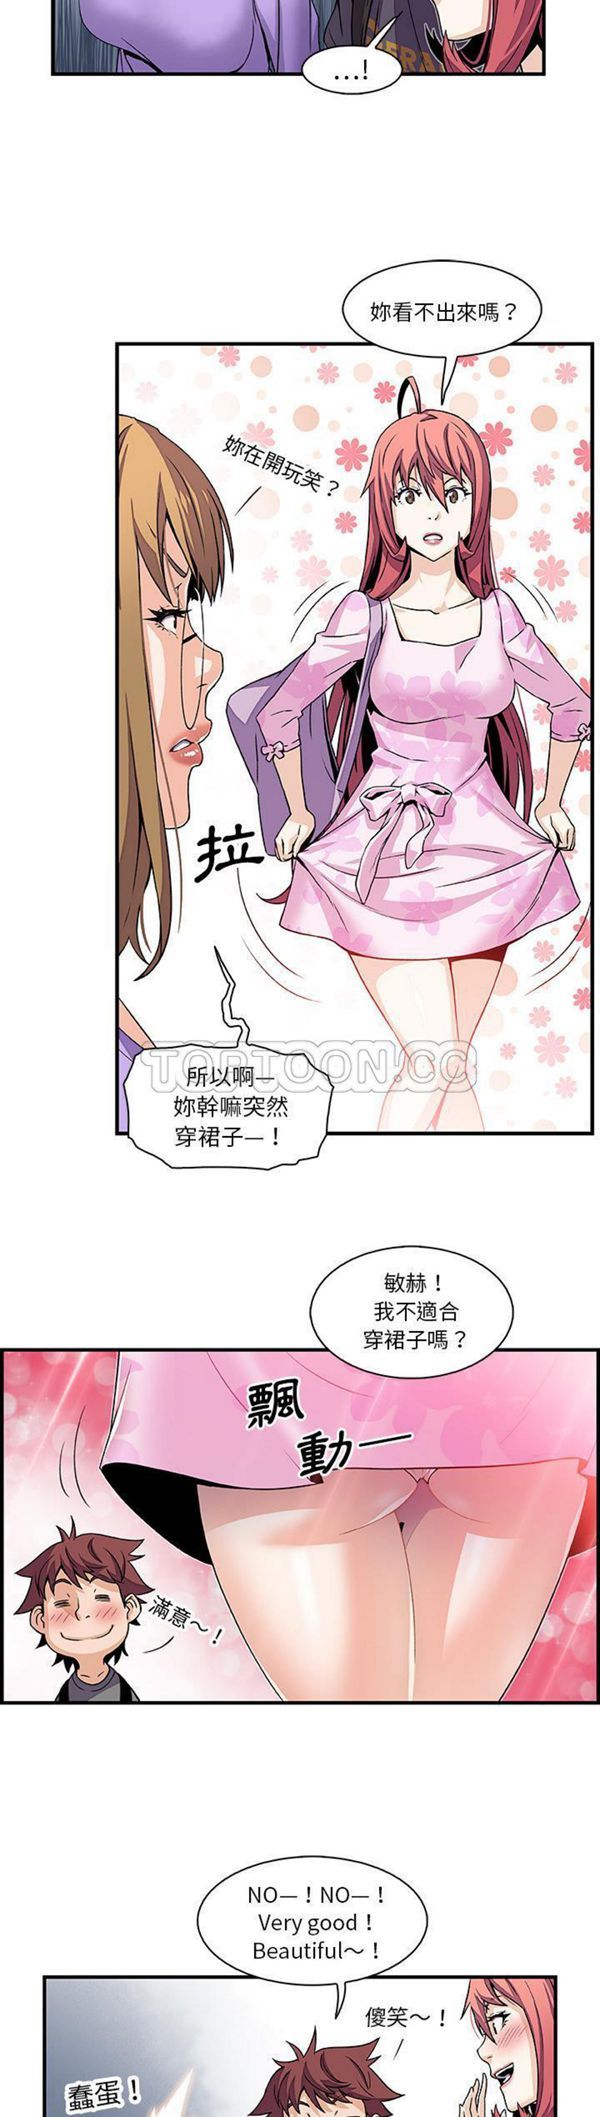 ...!
妳看不出來嗎？
妳在開玩笑？
拉
所以啊—
妳幹嘛突然
穿裙子—！
TOPTOON.CC
敏赫！
我不適合
穿裙子嗎？
飄
動—
滿意～！
NO—！NO—！
Very good！
Beautiful～！
傻笑～！
蠢蛋！